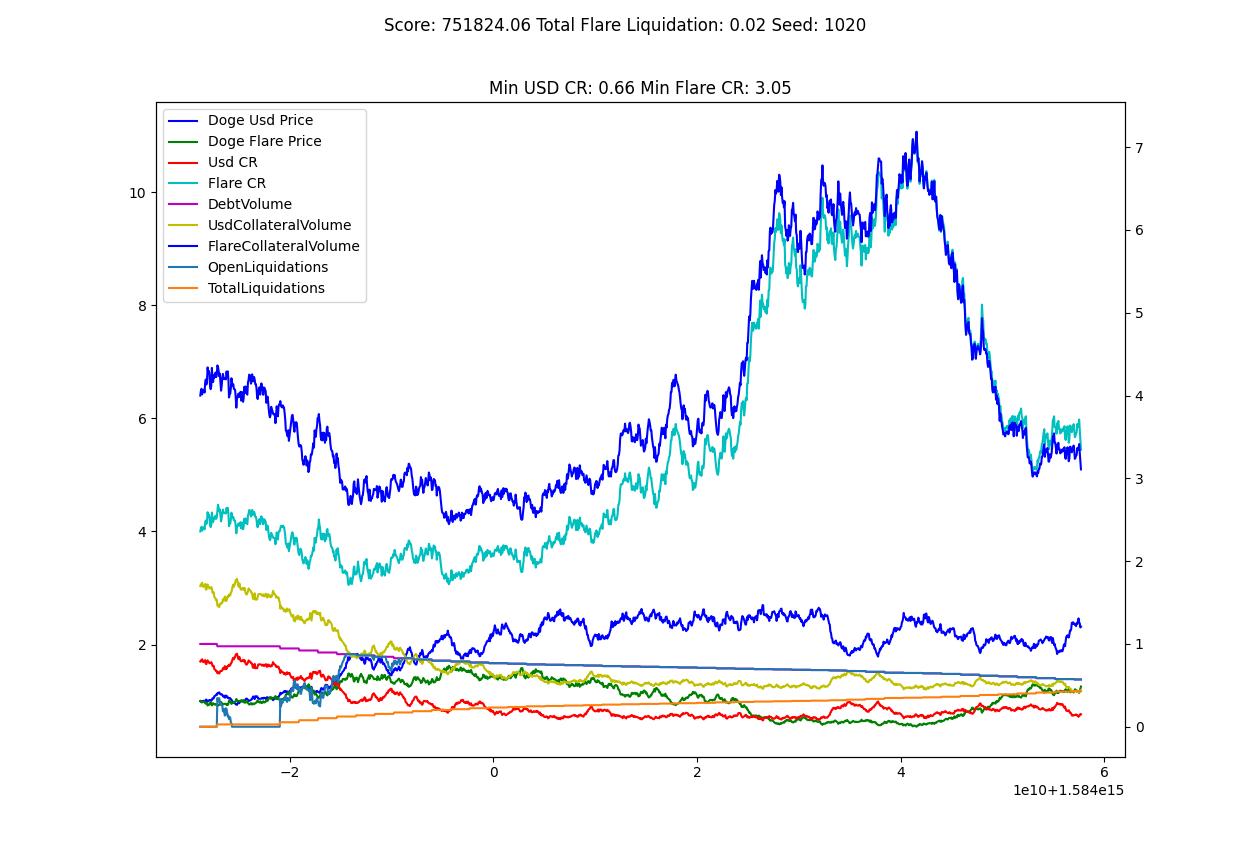 Score: 751824.06 Total Flare Liquidation: 0.02 Seed: 1020
Min USD CR: 0.66 Min Flare CR: 3.05
Doge Usd Price
Doge Flare Price
Usd CR
Flare CR
DebtVolume
UsdCollateralVolume
FlareCollateralVolume
OpenLiquidations
TotalLiquidations
10
8
6
4
2
7
6
5
4
3
2
1
0
−2
0
2
4
6
1e10+1.584e15